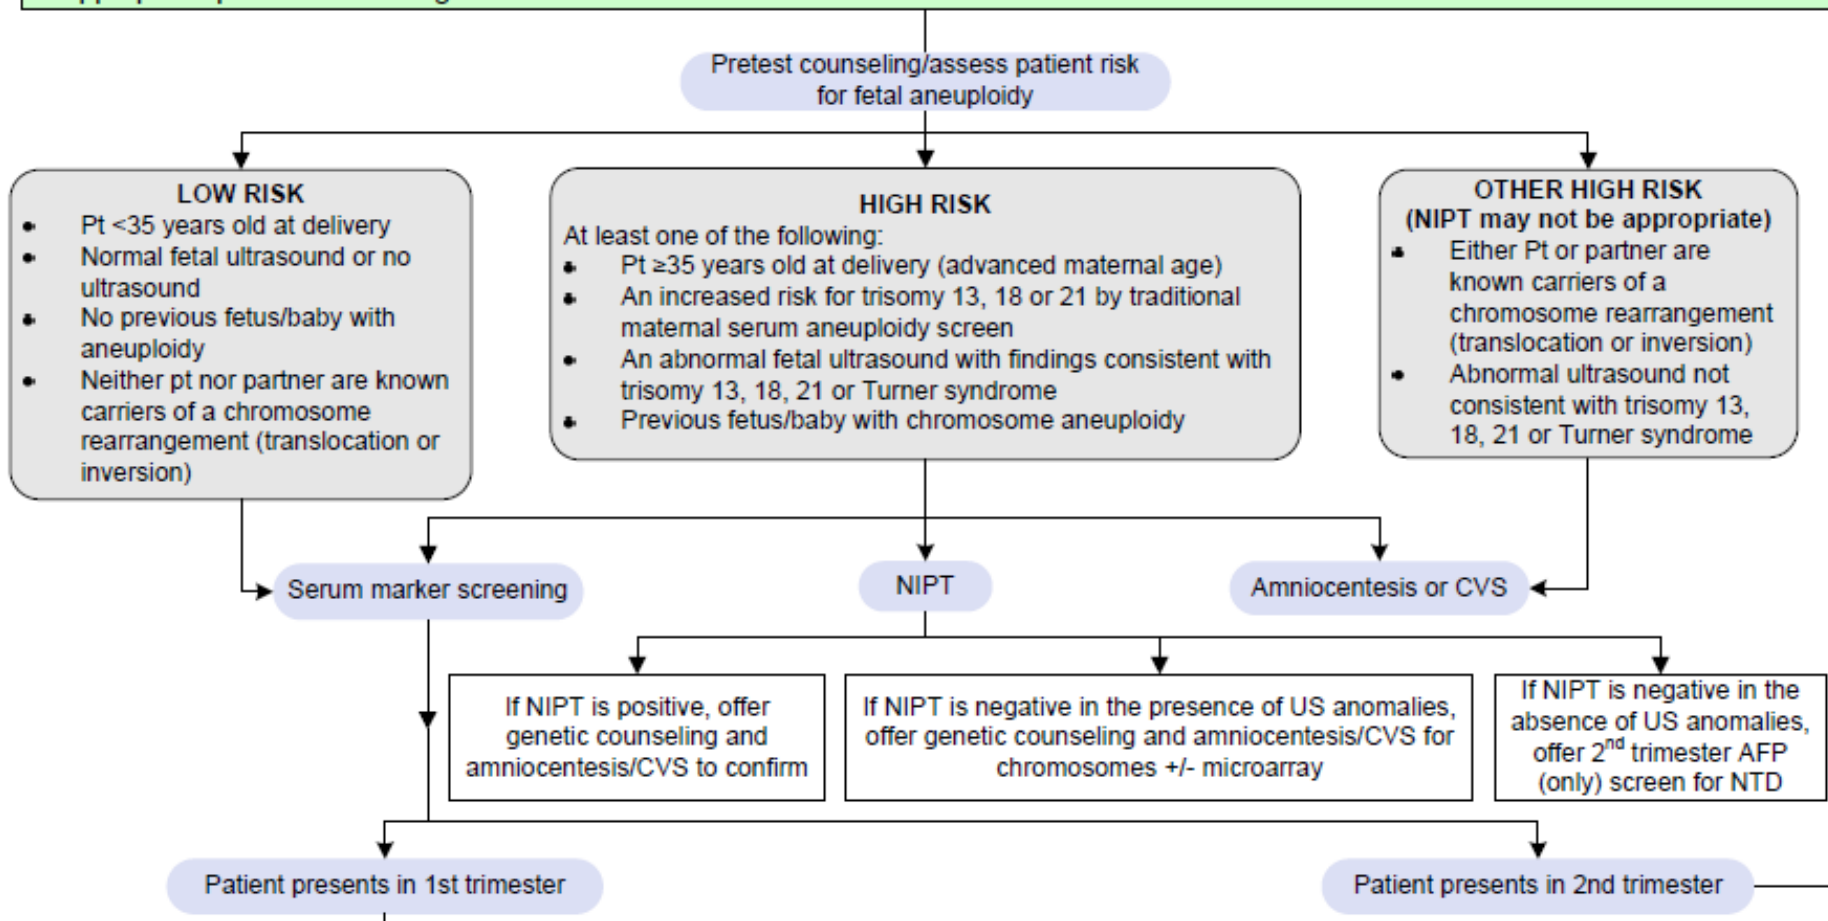 Pretest counseling/assess patient risk
for fetal aneuploidy
LOW RISK
• Pt <35 years old at delivery
• Normal fetal ultrasound or no
ultrasound
• No previous fetus/baby with
aneuploidy
• Neither pt nor partner are known
carriers of a chromosome
rearrangement (translocation or
inversion)
HIGH RISK
At least one of the following:
• Pt ≥35 years old at delivery (advanced maternal age)
• An increased risk for trisomy 13, 18 or 21 by traditional
maternal serum aneuploidy screen
• An abnormal fetal ultrasound with findings consistent with
trisomy 13, 18, 21 or Turner syndrome
• Previous fetus/baby with chromosome aneuploidy
OTHER HIGH RISK
(NIPT may not be appropriate)
• Either Pt or partner are
known carriers of a
chromosome rearrangement
(translocation or inversion)
• Abnormal ultrasound not
consistent with trisomy 13,
18, 21 or Turner syndrome
Serum marker screening
NIPT
Amniocentesis or CVS
If NIPT is positive, offer
genetic counseling and
amniocentesis/CVS to confirm
If NIPT is negative in the presence of US anomalies,
offer genetic counseling and amniocentesis/CVS for
chromosomes +/- microarray
If NIPT is negative in the
absence of US anomalies,
offer 2nd trimester AFP
(only) screen for NTD
Patient presents in 1st trimester
Patient presents in 2nd trimester